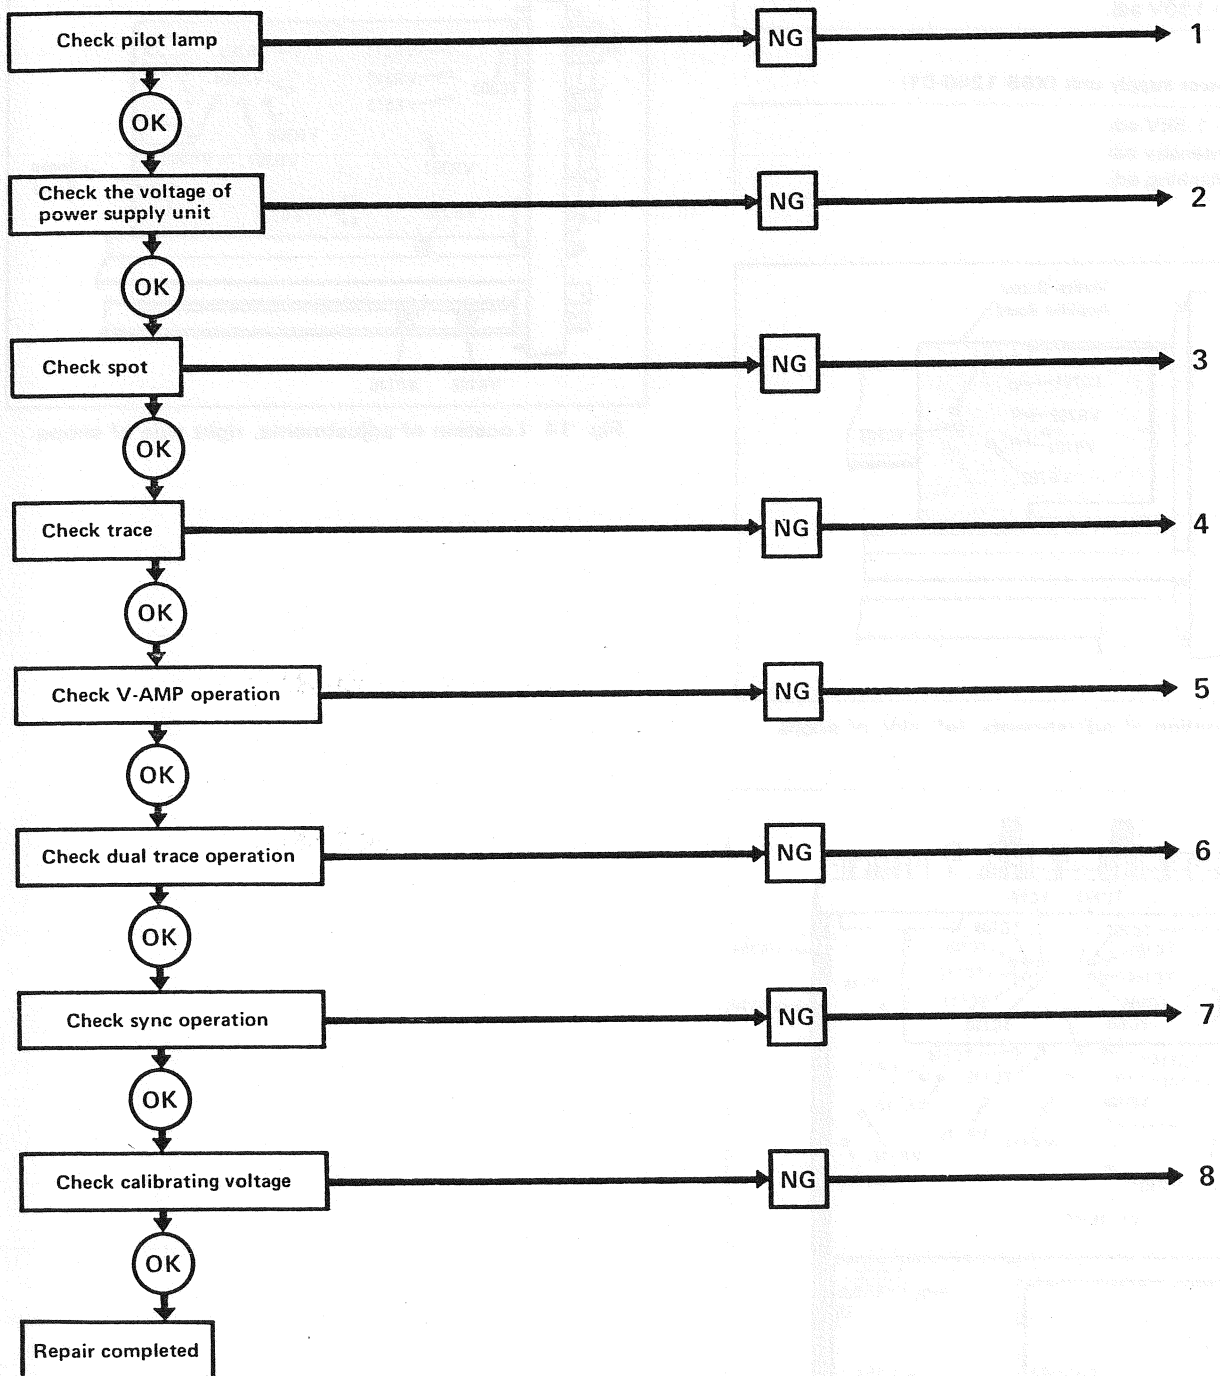 Check pilot lamp
NG
1
OK
Check the voltage of
power supply unit
NG
2
OK
Check spot
NG
3
OK
Check trace
NG
4
OK
Check V-AMP operation
NG
5
OK
Check dual trace operation
NG
6
OK
Check sync operation
NG
7
OK
Check calibrating voltage
NG
8
OK
Repair completed